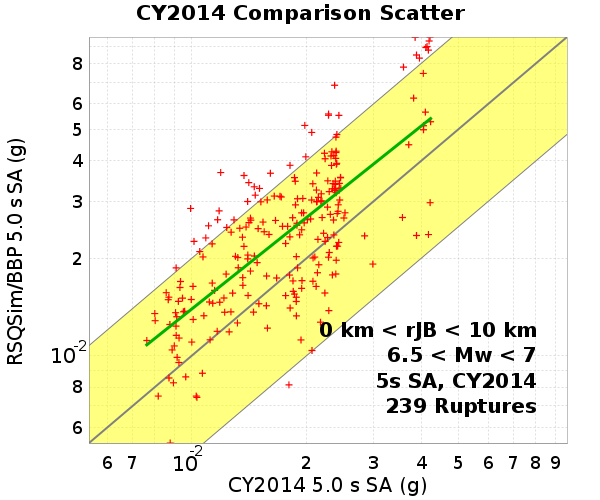 CY2014 Comparison Scatter
RSQSim/BBP 5.0 s SA (g)
8
6
5
4
3
2
10-2
8
6
0 km < rJB < 10 km
6.5 < Mw < 7
5s SA, CY2014
239 Ruptures
6 7 10-2 2 3 4 5 6 7 8 9
CY2014 5.0 s SA (g)